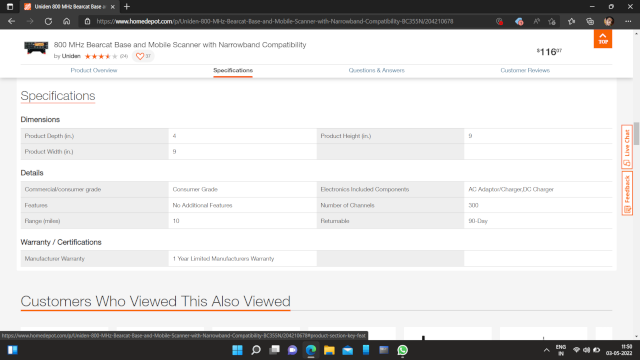 Uniden 800 MHz Bearcat Base a
https://www.homedepot.com/p/Uniden-800-MHz-Bearcat-Base-and-Mobile-Scanner-with-Narrowband-Compatibility-BC355N/204210678
800 MHz Bearcat Base and Mobile Scanner with Narrowband Compatibility
by Uniden (24) 37
$116.07
TOP
Product Overview Specifications Questions & Answers Customer Reviews
Specifications
Dimensions
Product Depth (in.) 4 Product Height (in.) 9
Product Width (in.) 9
Details
Commercial/consumer grade Consumer Grade Electronics Included Components AC Adaptor/Charger,DC Charger
Features No Additional Features Number of Channels 300
Range (miles) 10 Returnable 90-Day
Warranty / Certifications
Manufacturer Warranty 1 Year Limited Manufacturers Warranty
Live Chat
Feedback
Customers Who Viewed This Also Viewed
https://www.homedepot.com/p/Uniden-800-MHz-Bearcat-Base-and-Mobile-Scanner-with-Narrowband-Compatibility-BC355N/204210678#product-section-key-feat
ENG
IN
11:50
03-05-2022